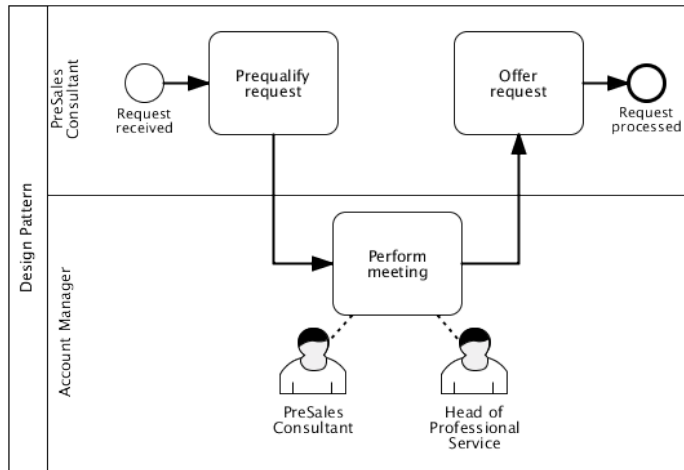 Design Pattern
PreSales
Consultant
Request
received
Prequalify
request
Offer
request
Request
processed
Account Manager
Perform
meeting
PreSales
Consultant
Head of
Professional
Service